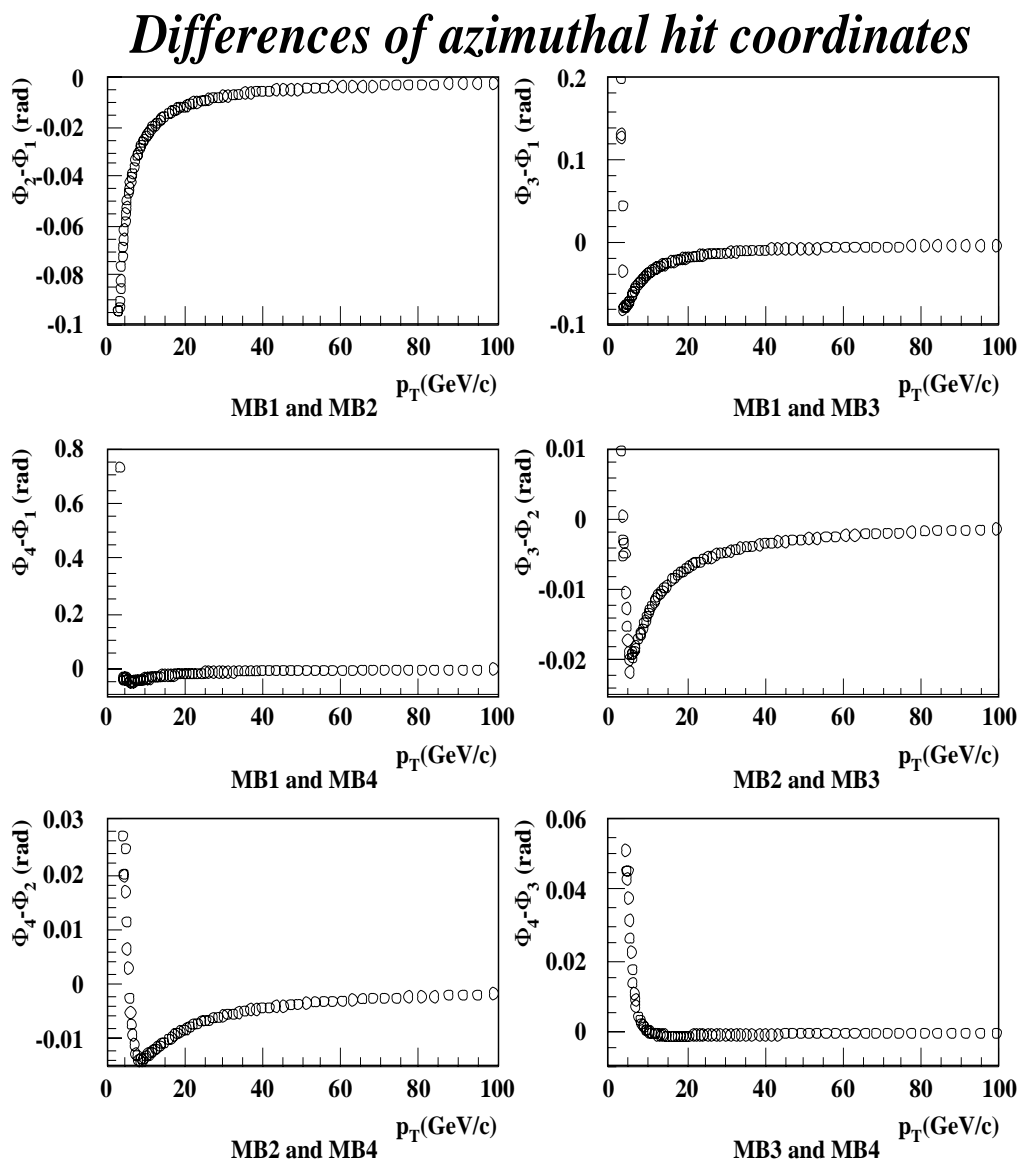 Differences of azimuthal hit coordinates
Φ2-Φ1 (rad)
0
-0.02
-0.04
-0.06
-0.08
-0.1
0 20 40 60 80 100
pT(GeV/c)
MB1 and MB2
Φ3-Φ1 (rad)
0.2
0.1
0
-0.1
0 20 40 60 80 100
pT(GeV/c)
MB1 and MB3
Φ4-Φ1 (rad)
0.8
0.6
0.4
0.2
0
0 20 40 60 80 100
pT(GeV/c)
MB1 and MB4
Φ3-Φ2 (rad)
0.01
0
-0.01
-0.02
0 20 40 60 80 100
pT(GeV/c)
MB2 and MB3
Φ4-Φ2 (rad)
0.03
0.02
0.01
0
-0.01
0 20 40 60 80 100
pT(GeV/c)
MB2 and MB4
Φ4-Φ3 (rad)
0.06
0.04
0.02
0
0 20 40 60 80 100
pT(GeV/c)
MB3 and MB4